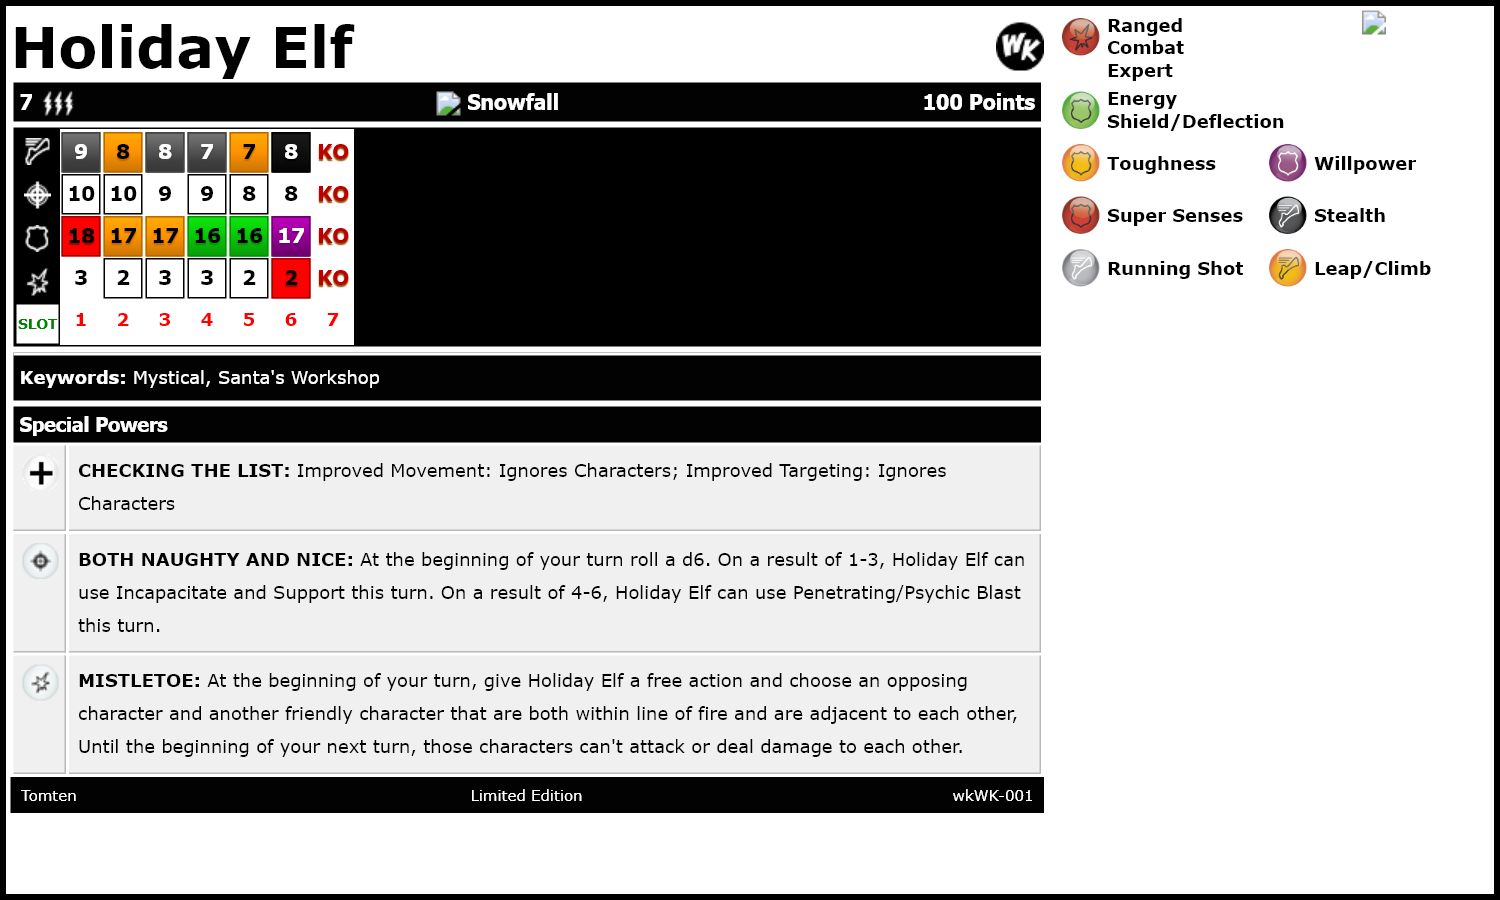 Holiday Elf
WK
7
Snowfall
100 Points
9 8 8 7 7 8 KO
10 10 9 9 8 8 KO
18 17 17 16 16 17 KO
3 2 3 3 2 2 KO
SLOT 1 2 3 4 5 6 7
Keywords: Mystical, Santa's Workshop
Special Powers
CHECKING THE LIST: Improved Movement: Ignores Characters; Improved Targeting: Ignores
Characters
BOTH NAUGHTY AND NICE: At the beginning of your turn roll a d6. On a result of 1-3, Holiday Elf can
use Incapacitate and Support this turn. On a result of 4-6, Holiday Elf can use Penetrating/Psychic Blast
this turn.
MISTLETOE: At the beginning of your turn, give Holiday Elf a free action and choose an opposing
character and another friendly character that are both within line of fire and are adjacent to each other,
Until the beginning of your next turn, those characters can't attack or deal damage to each other.
Tomten
Limited Edition
wkWK-001
Ranged
Combat
Expert
Energy
Shield/Deflection
Toughness
Willpower
Super Senses
Stealth
Running Shot
Leap/Climb